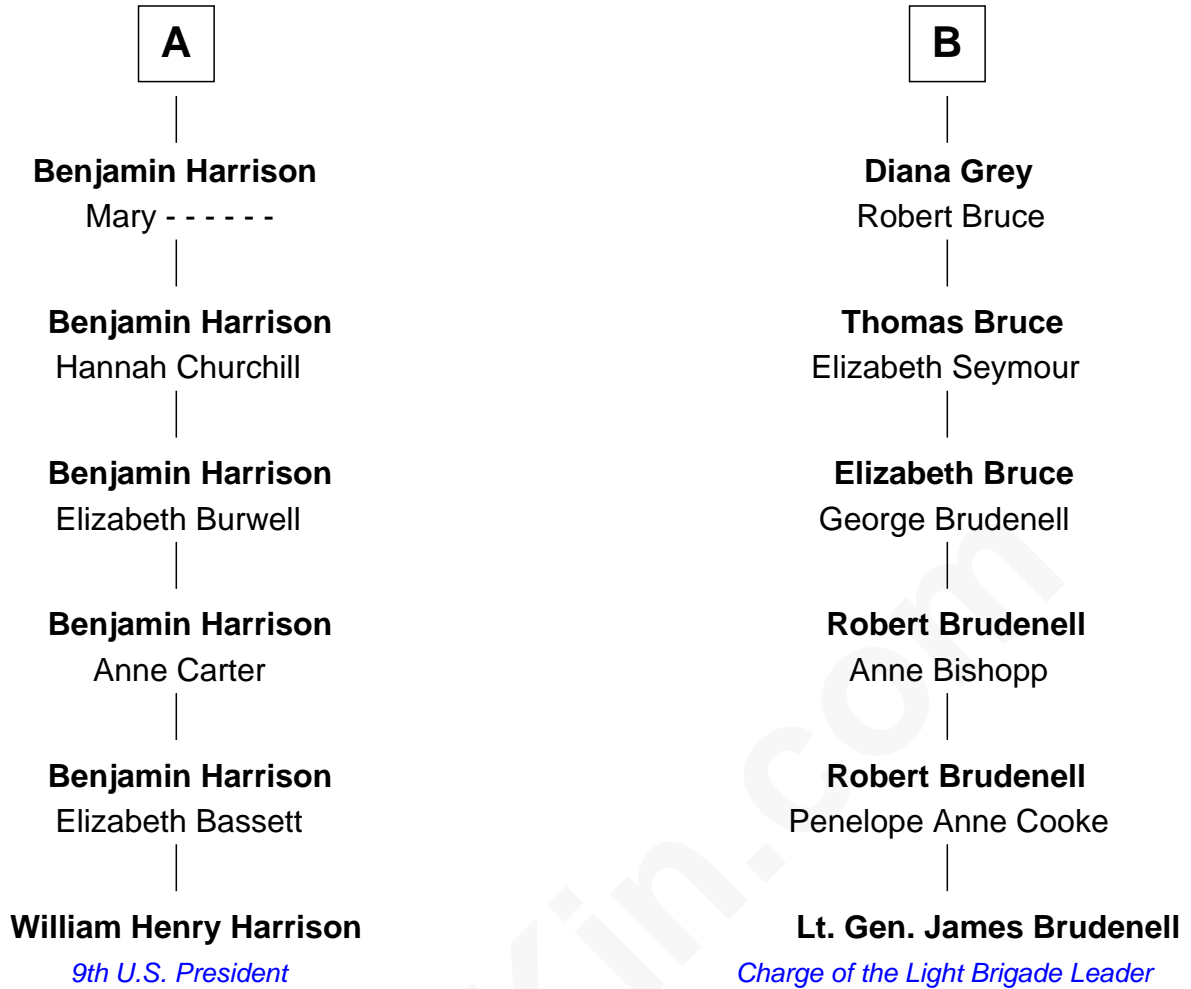 A
Benjamin Harrison
Mary - - - - - -
Benjamin Harrison
Hannah Churchill
Benjamin Harrison
Elizabeth Burwell
Benjamin Harrison
Anne Carter
Benjamin Harrison
Elizabeth Bassett
William Henry Harrison
9th U.S. President
B
Diana Grey
Robert Bruce
Thomas Bruce
Elizabeth Seymour
Elizabeth Bruce
George Brudenell
Robert Brudenell
Anne Bishopp
Robert Brudenell
Penelope Anne Cooke
Lt. Gen. James Brudenell
Charge of the Light Brigade Leader